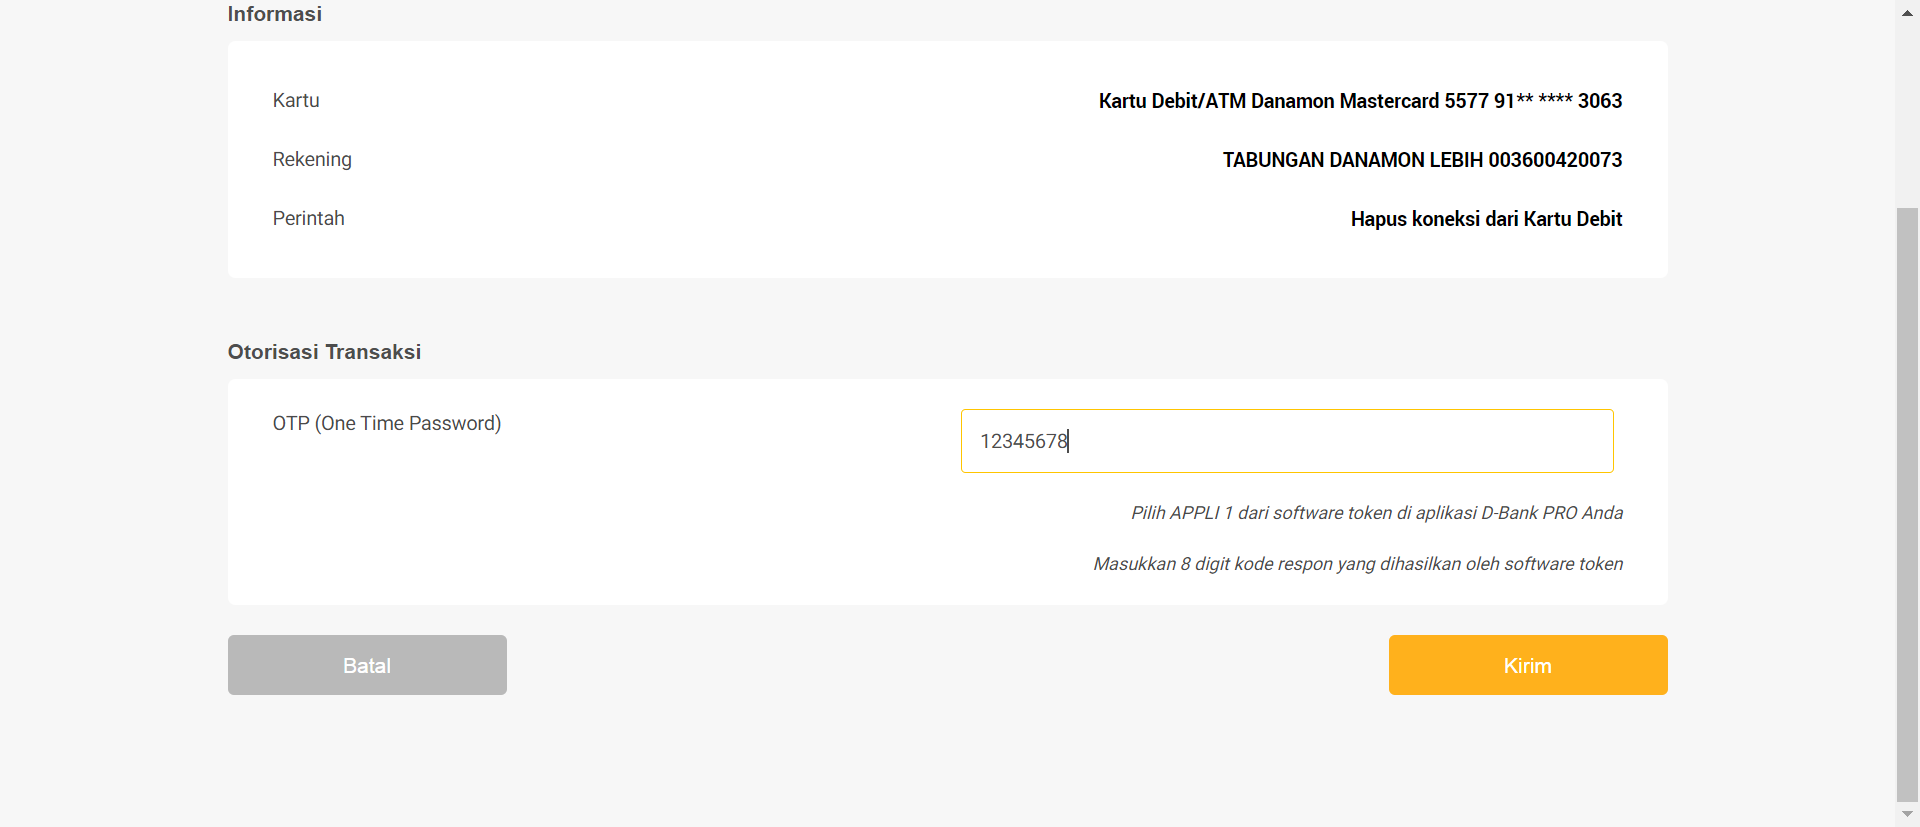 Informasi
Kartu Kartu Debit/ATM Danamon Mastercard 5577 91** **** 3063
Rekening TABUNGAN DANAMON LEBIH 003600420073
Perintah Hapus koneksi dari Kartu Debit
Otorisasi Transaksi
OTP (One Time Password) 12345678
Pilih APPLI 1 dari software token di aplikasi D-Bank PRO Anda
Masukkan 8 digit kode respon yang dihasilkan oleh software token
Batal Kirim